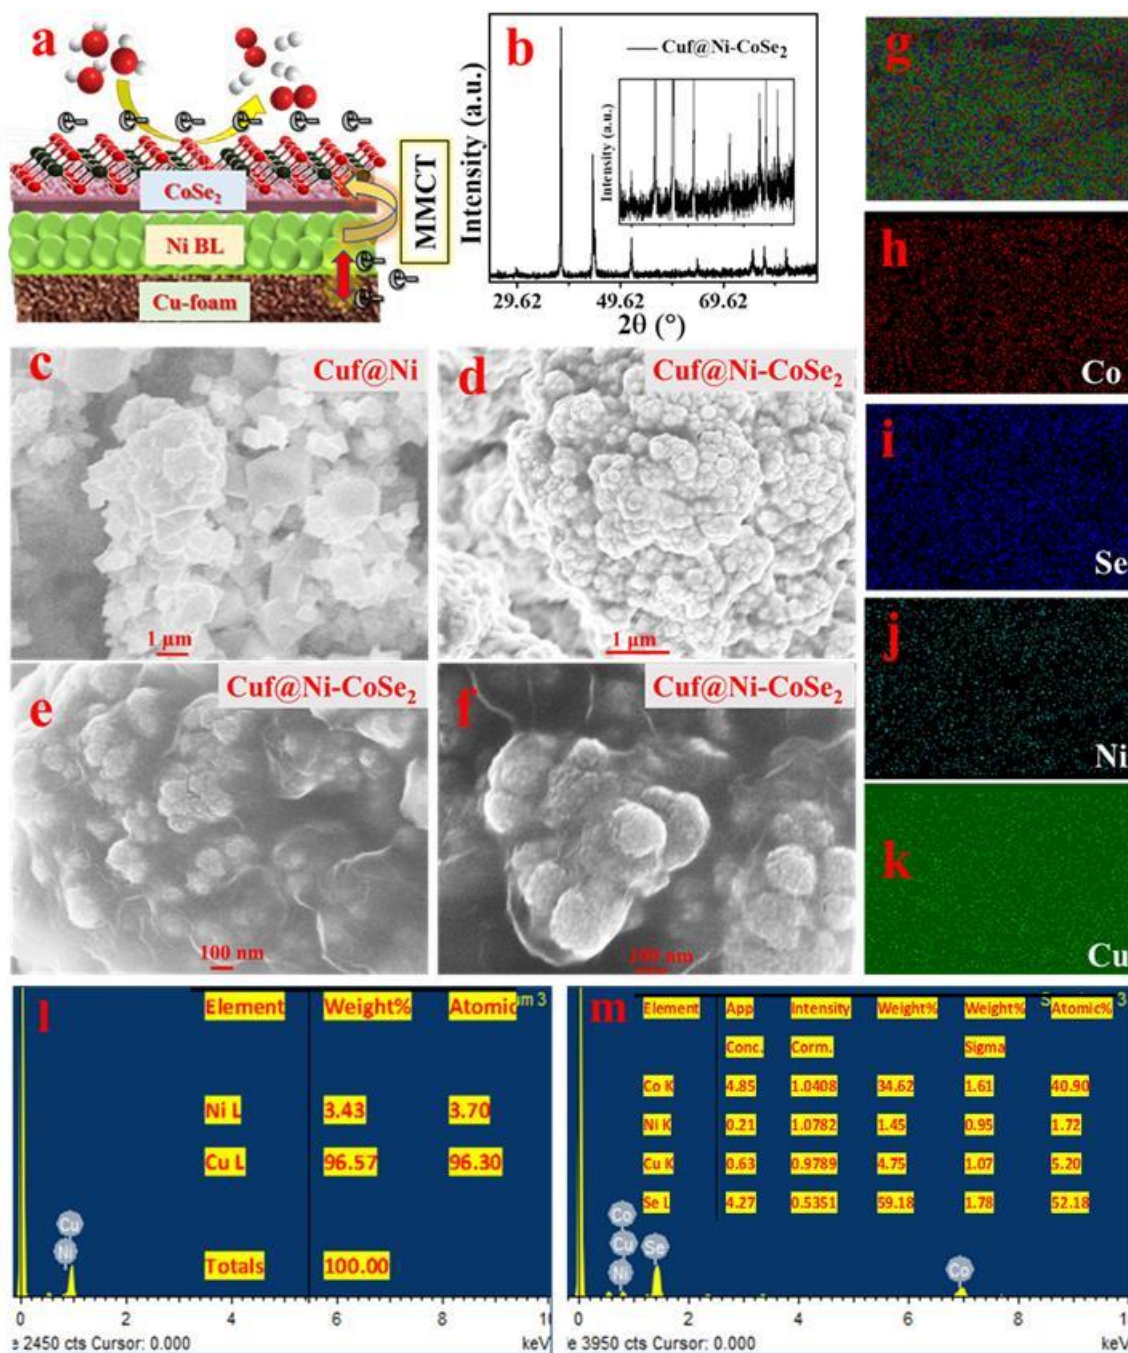 a
CoSe2
Ni BL
Cu-foam
MMCT
b
Cuf@Ni-CoSe2
Intensity (a.u.)
Intensity (a.u.)
29.62 49.62 69.62
2θ (°)
g
h
Co
i
Se
j
Ni
k
Cu
c
Cuf@Ni
1 μm
d
Cuf@Ni-CoSe2
1 μm
e
Cuf@Ni-CoSe2
100 nm
f
Cuf@Ni-CoSe2
100 nm
l
Element Weight% Atomic
Ni L 3.43 3.70
Cu L 96.57 96.30
Totals 100.00
Cu
Ni
2 4 6 8
e 2450 cts Cursor: 0.000 keV
m
Element App Intensity Weight% Weight% Atomic%
Conc. Corrn. Sigma
Co K 4.85 1.0408 34.62 1.61 40.90
Ni K 0.21 1.0782 1.45 0.95 1.72
Cu K 0.63 0.9789 4.75 1.07 5.20
Se L 4.27 0.5351 59.18 1.78 52.18
Co
Cu
Ni
Se
Co
0 2 4 6 8
e 3950 cts Cursor: 0.000 keV